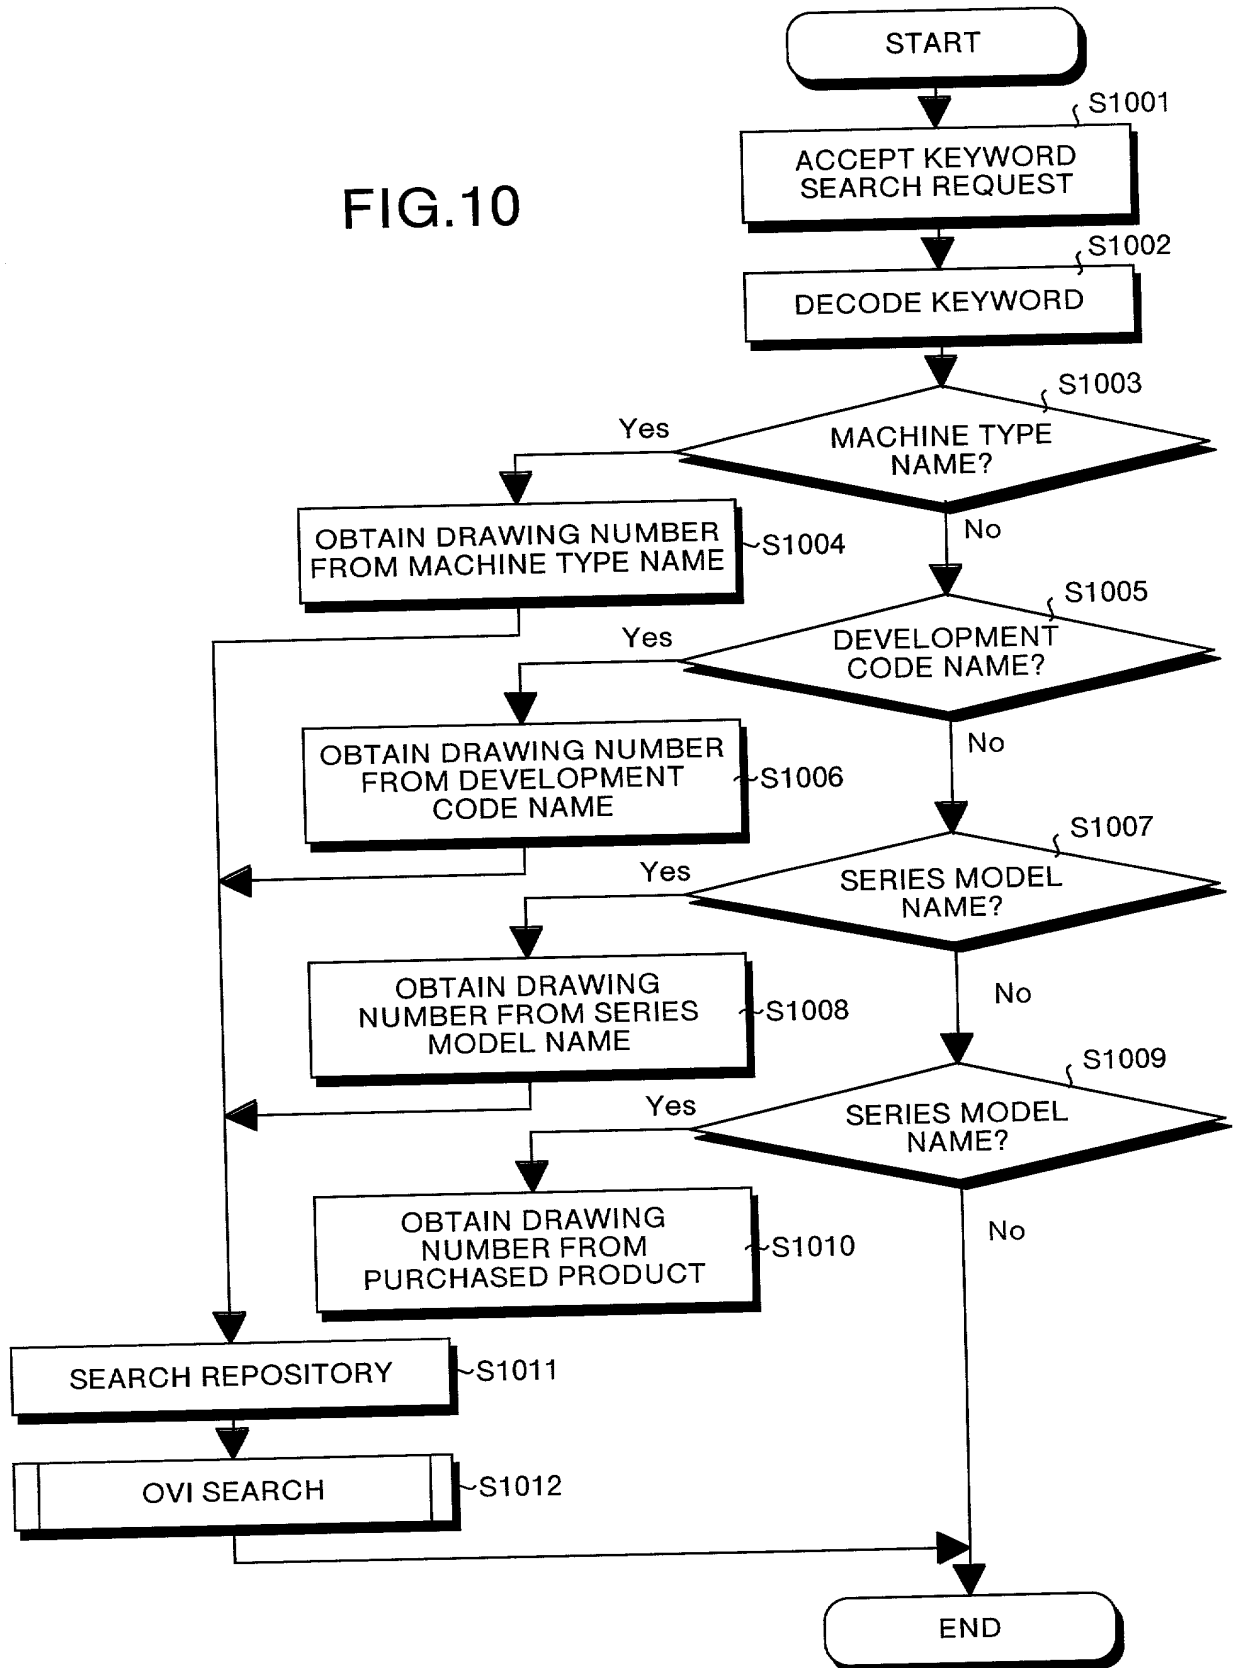 START
S1001
ACCEPT KEYWORD
SEARCH REQUEST
FIG.10
S1002
DECODE KEYWORD
S1003
Yes
MACHINE TYPE
NAME?
No
OBTAIN DRAWING NUMBER
FROM MACHINE TYPE NAME
S1004
S1005
Yes
DEVELOPMENT
CODE NAME?
No
OBTAIN DRAWING NUMBER
FROM DEVELOPMENT
CODE NAME
S1006
S1007
Yes
SERIES MODEL
NAME?
No
OBTAIN DRAWING
NUMBER FROM SERIES
MODEL NAME
S1008
S1009
Yes
SERIES MODEL
NAME?
No
OBTAIN DRAWING
NUMBER FROM
PURCHASED PRODUCT
S1010
SEARCH REPOSITORY
S1011
OVI SEARCH
S1012
END